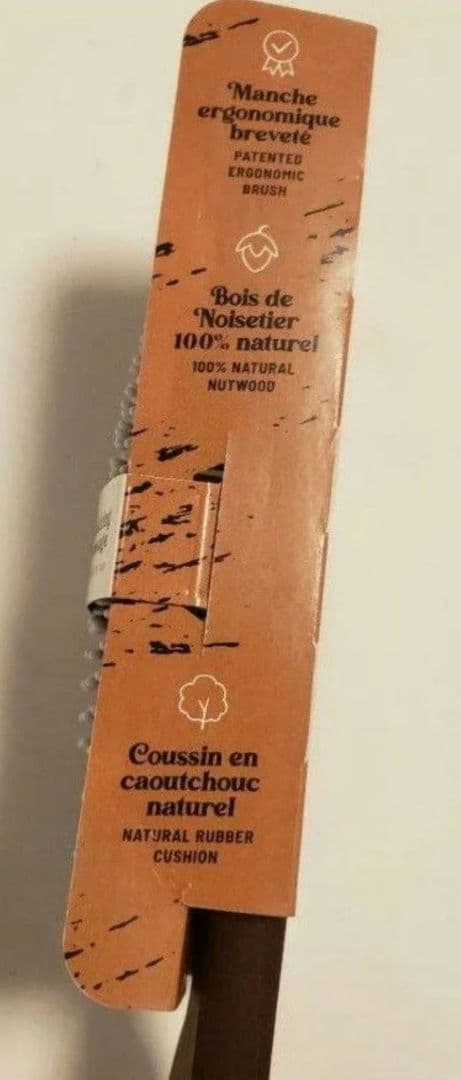 Manche
ergonomique
breveté
PATENTED
ERGONOMIC
BRUSH
Bois de
Noisetier
100% naturel
100% NATURAL
NUTWOOD
Coussin en
caoutchouc
naturel
NATURAL RUBBER
CUSHION